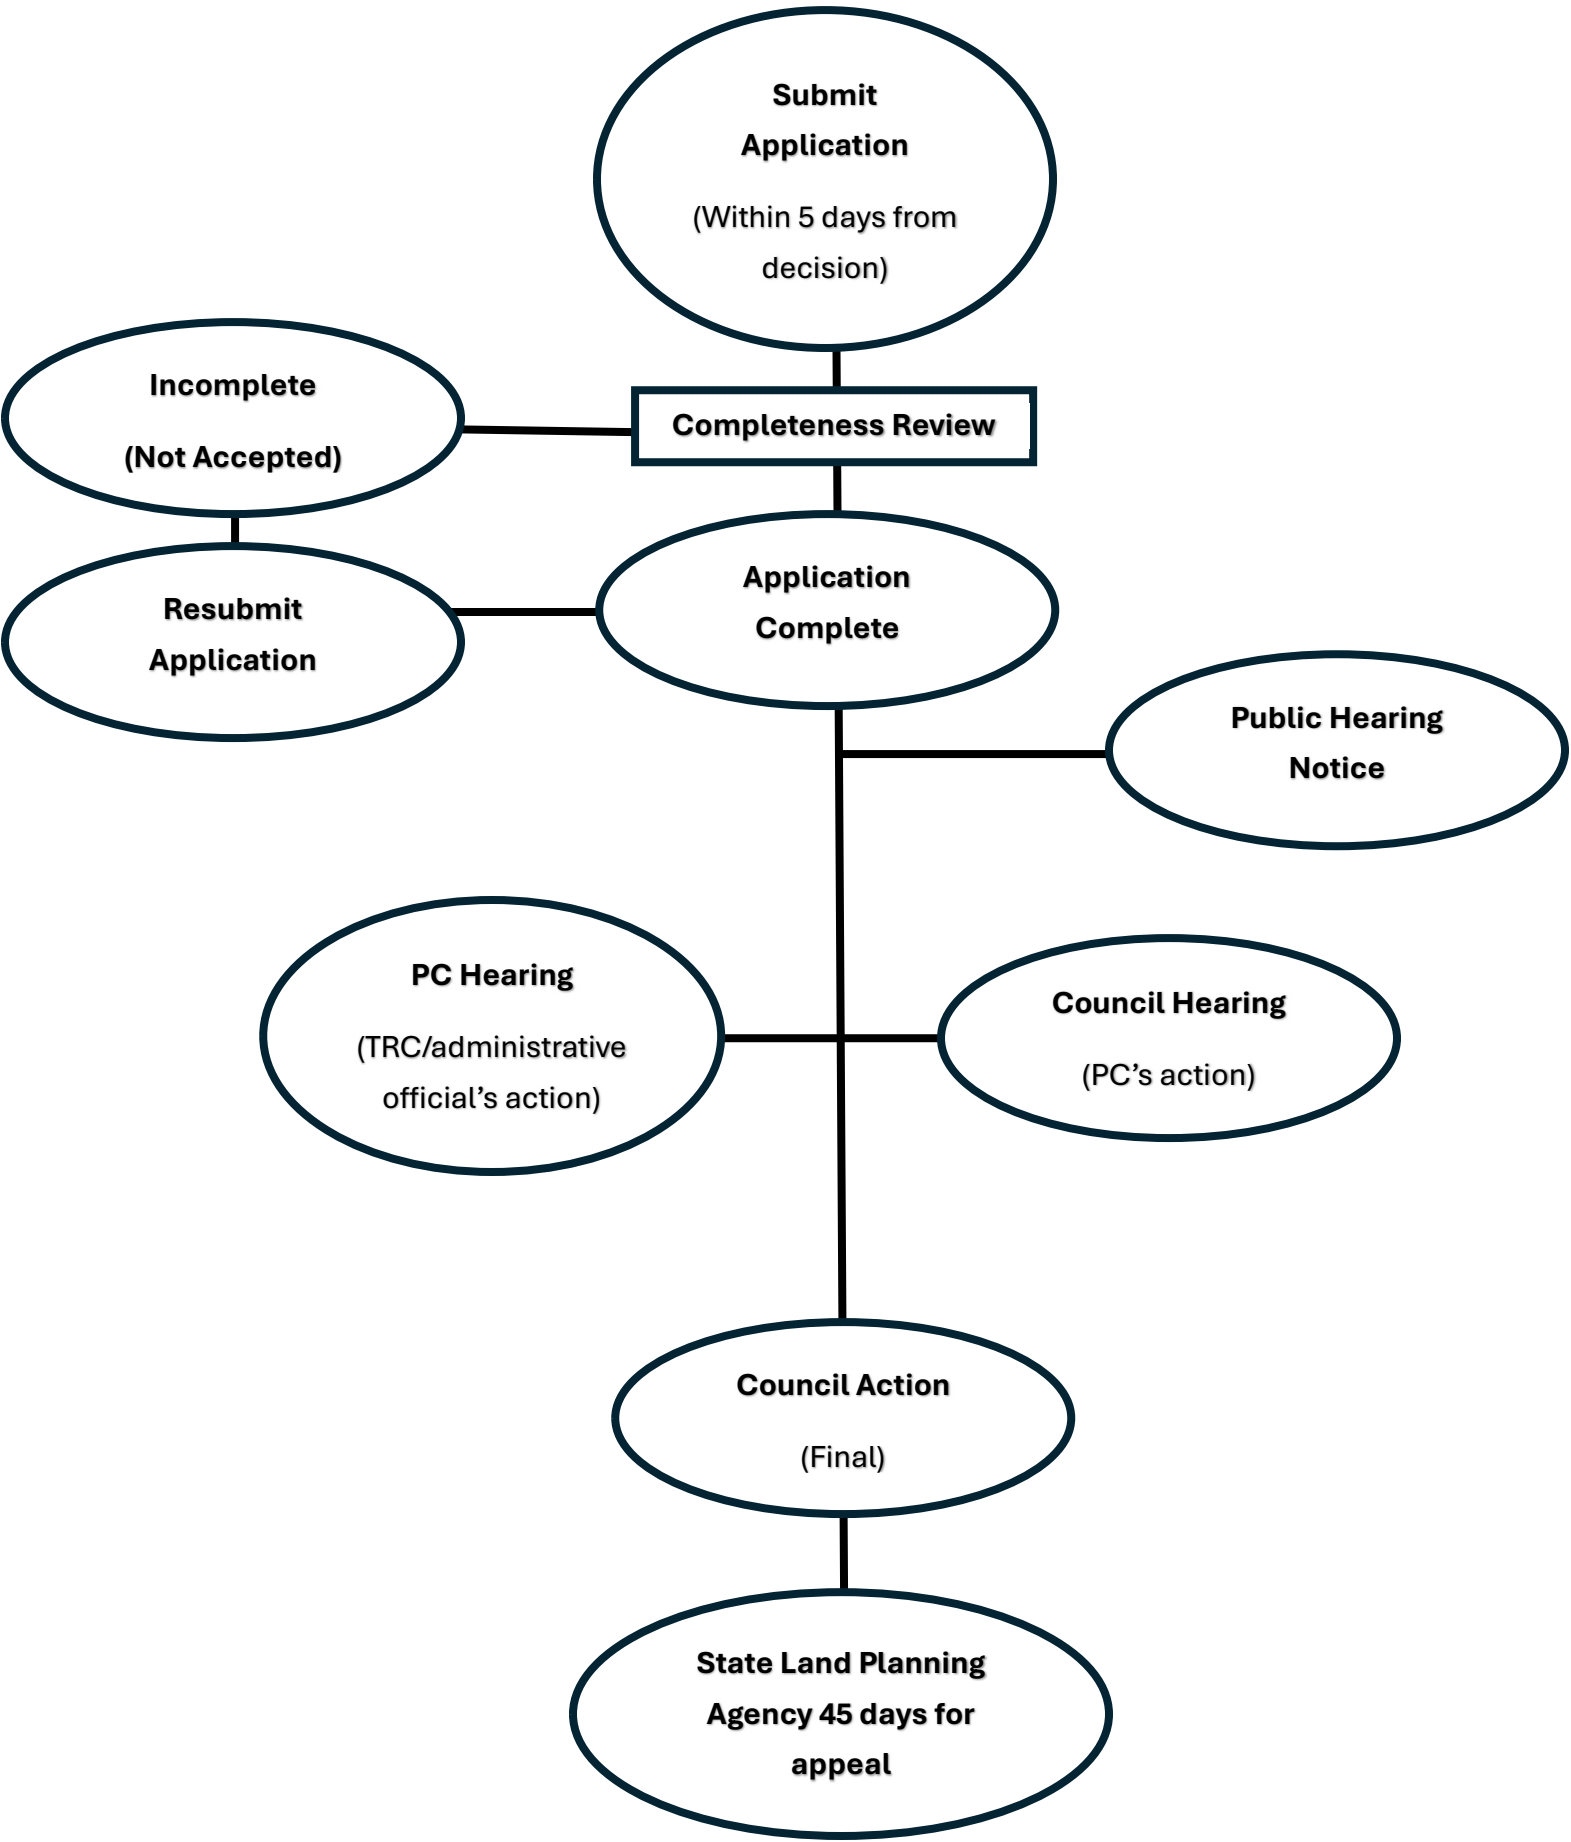 Submit
Application
(Within 5 days from
decision)
Incomplete
(Not Accepted)
Completeness Review
Resubmit
Application
Application
Complete
Public Hearing
Notice
PC Hearing
(TRC/administrative
official’s action)
Council Hearing
(PC’s action)
Council Action
(Final)
State Land Planning
Agency 45 days for
appeal